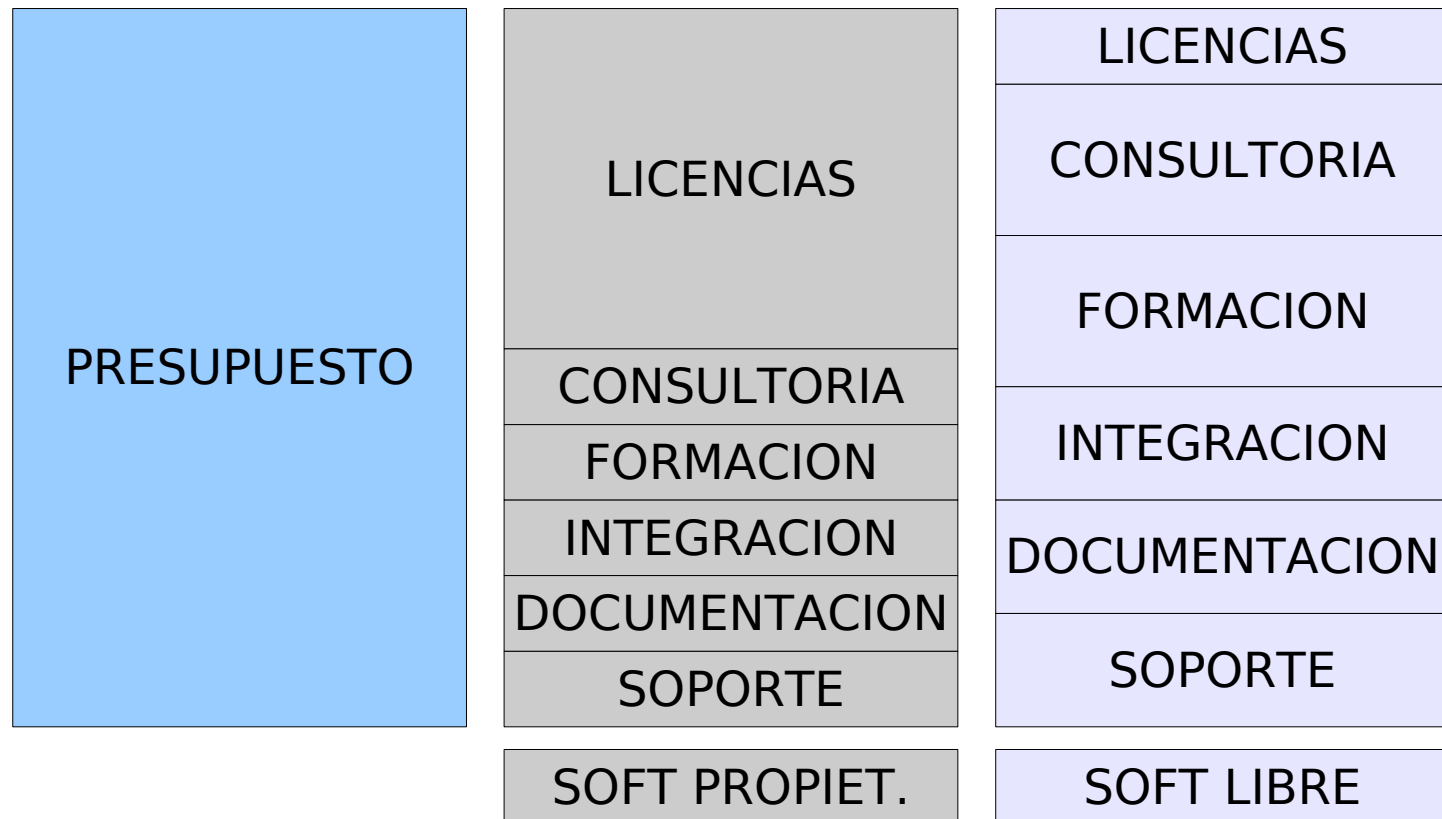 PRESUPUESTO
LICENCIAS
CONSULTORIA
FORMACION
INTEGRACION
DOCUMENTACION
SOPORTE
SOFT PROPIET.
LICENCIAS
CONSULTORIA
FORMACION
INTEGRACION
DOCUMENTACION
SOPORTE
SOFT LIBRE